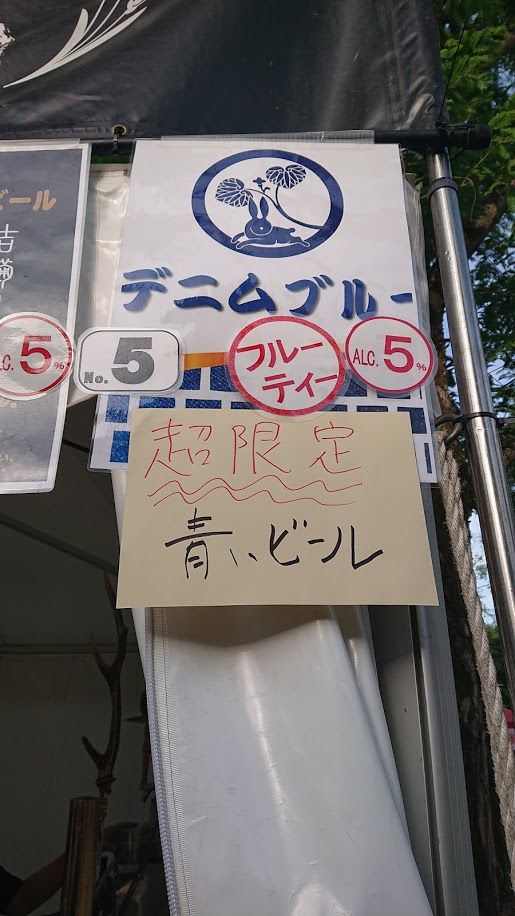 ビール
ALC. 5%
デニムブルー
No. 5
フルー
ティー
ALC. 5%
超限定
青いビール